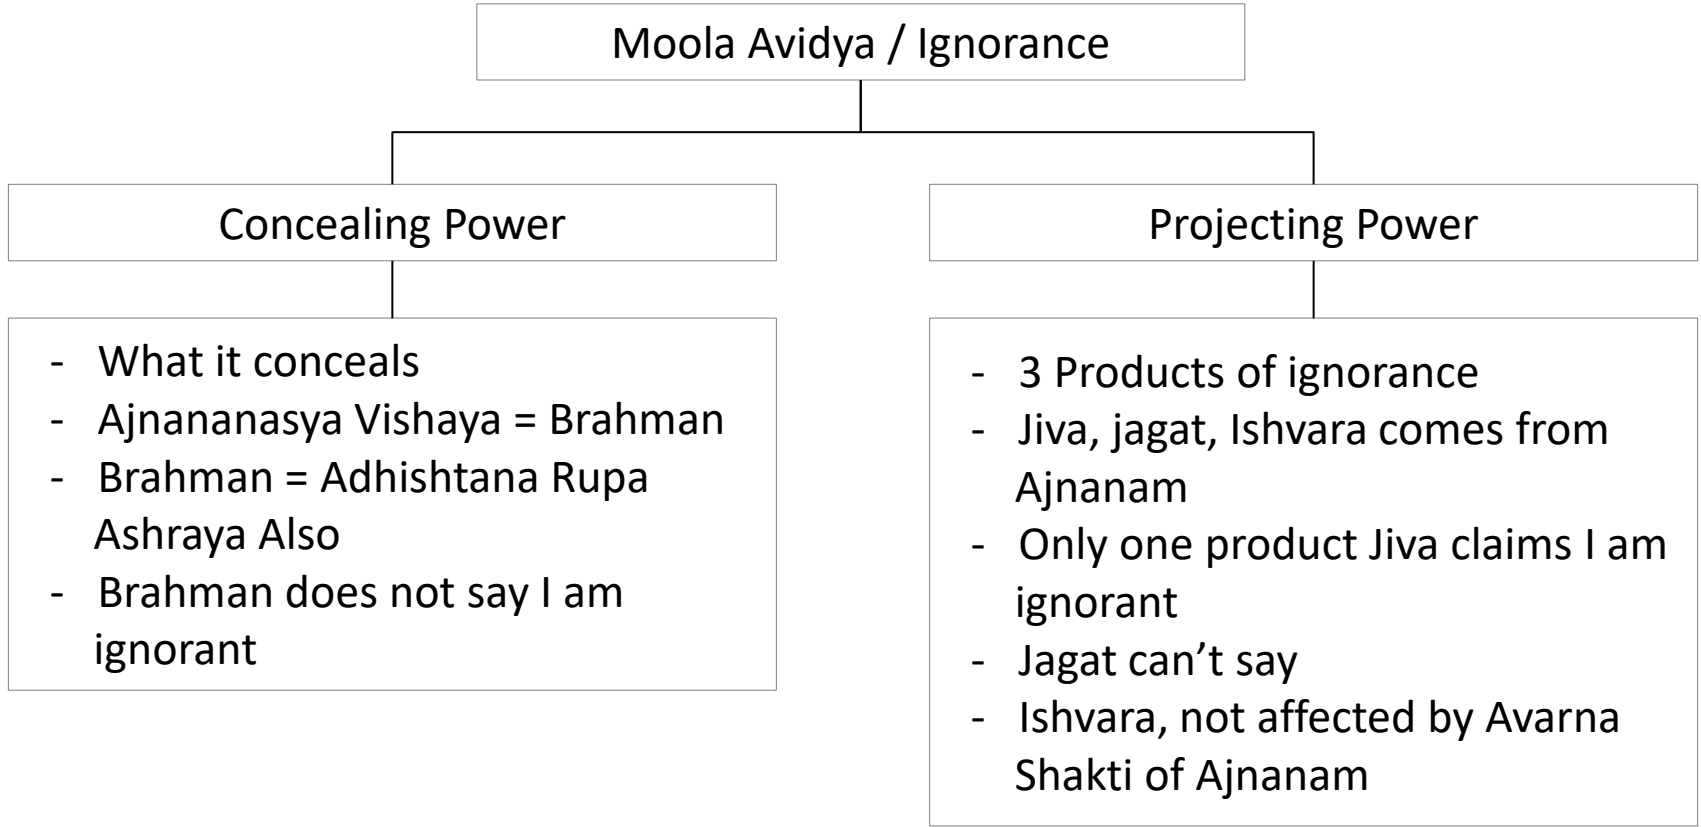 Moola Avidya / Ignorance
Concealing Power
- What it conceals
- Ajnananasya Vishaya = Brahman
- Brahman = Adhishtana Rupa
Ashraya Also
- Brahman does not say I am
ignorant
Projecting Power
- 3 Products of ignorance
- Jiva, jagat, Ishvara comes from
Ajnanam
- Only one product Jiva claims I am
ignorant
- Jagat can’t say
- Ishvara, not affected by Avarna
Shakti of Ajnanam